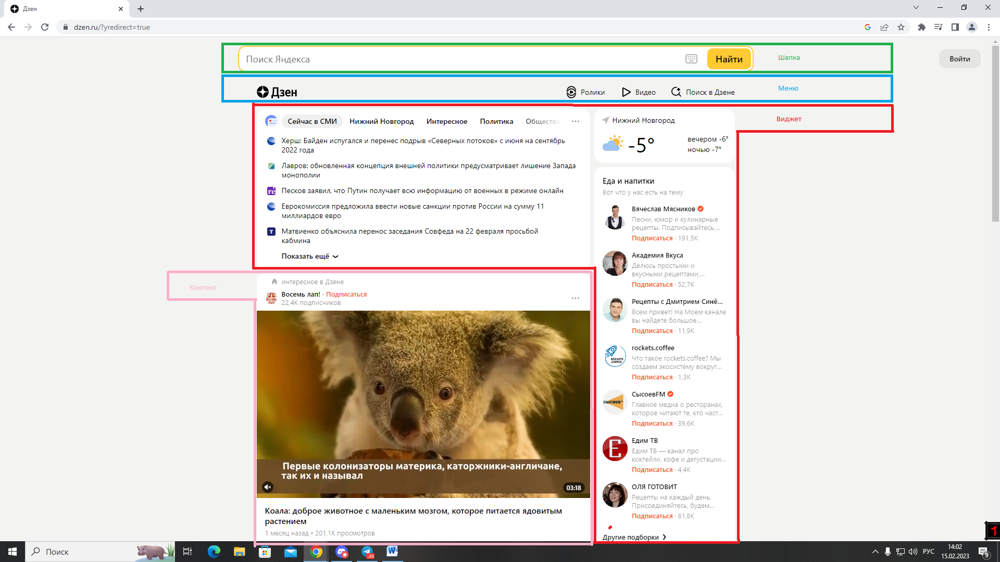 Дзен
dzen.ru/?yredirect=true
Поиск Яндекса
Найти
Шапка
Войти
Дзен
Ролики
Видео
Поиск в Дзене
Меню
Сейчас в СМИ
Нижний Новгород
Интересное
Политика
Общество
Виджет
Херш: Байден испугался и перенес подрыв «Северных потоков» с июня на сентябрь
2022 года
Лавров: обновленная концепция внешней политики предусматривает лишение Запада
монополии
Песков заявил, что Путин получает всю информацию от военных в режиме онлайн
Еврокомиссия предложила ввести новые санкции против России на сумму 11
миллиардов евро
Матвиенко объяснила перенос заседания Совфеда на 22 февраля просьбой
кабмина
Показать ещё
Нижний Новгород
-5°
вечером -6°
ночью -7°
Еда и напитки
Вот что у нас есть на тему
Вячеслав Мясников
Песни, юмор и кулинарные
рецепты. Подписывайтесь,...
Подписаться · 191,5K
Академия Вкуса
Делюсь простыми и
вкусными рецептами,...
Подписаться · 52,7K
Рецепты с Дмитрием Синё...
Всем привет! На Моем канале
вы найдете большое...
Подписаться · 11,9K
ROCKETS
.COFFEE
rockets.coffee
Что такое rockets.coffee? Мы
создаем экосистему вокруг...
Подписаться · 1,3K
СЫСОЕВ FM
СысоевFM
Главное медиа о ресторанах,
которое читают те, кто част...
Подписаться · 39,6K
Е
Едим ТВ
Едим ТВ — канал про
коктейли, кофе и дегустации...
Подписаться · 4,4K
ОЛЯ ГОТОВИТ
Рецепты на каждый день.
Присоединяйтесь, будем...
Подписаться · 61,8K
Другие подборки
Контент
интересное в Дзене
ВОСЕМЬ
ЛАП!
Восемь лап! · Подписаться
22,4K подписчиков
Первые колонизаторы материка, каторжники-англичане,
так их и называл
03:18
Коала: доброе животное с маленьким мозгом, которое питается ядовитым
растением
1 месяц назад • 201,1K просмотров
Поиск
39
РУС
14:02
15.02.2023
9